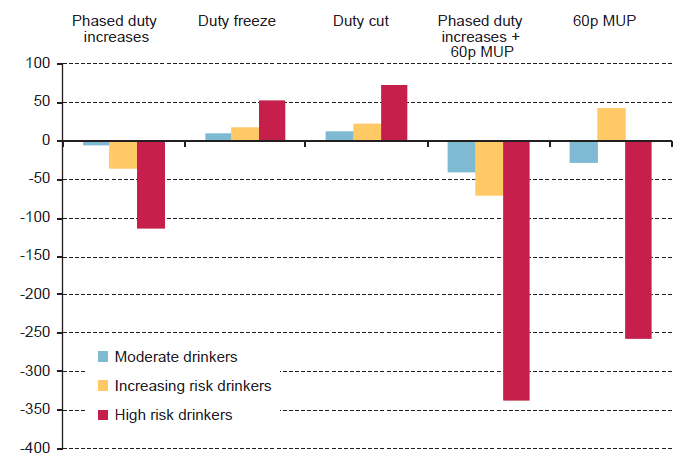 Phased duty
increases
Duty freeze
Duty cut
Phased duty
increases +
60p MUP
60p MUP
100
50
0
-50
-100
-150
-200
-250
-300
-350
-400
Moderate drinkers
Increasing risk drinkers
High risk drinkers